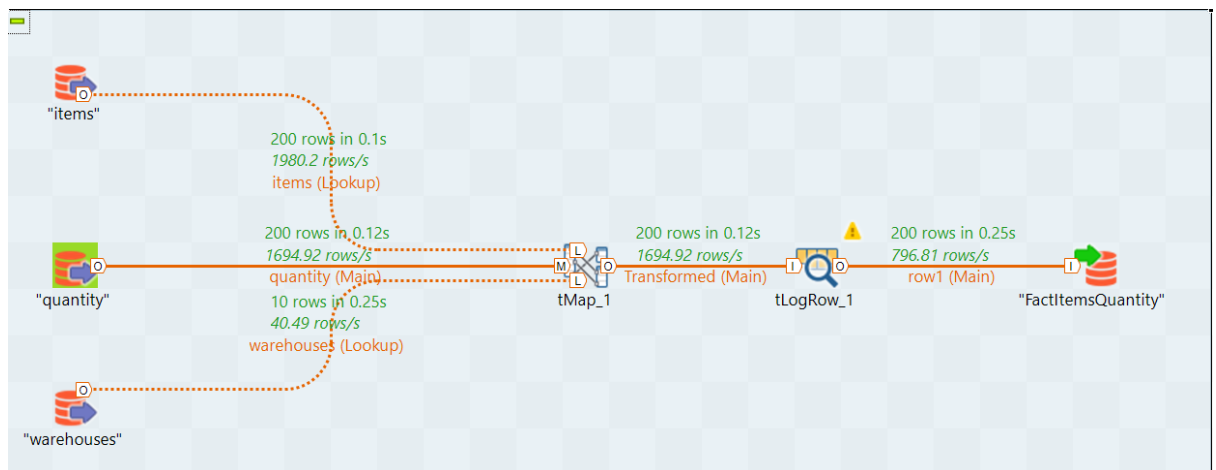 "items"
200 rows in 0.1s
1980.2 rows/s
items (Lookup)
200 rows in 0.12s
1694.92 rows/s
quantity (Main)
200 rows in 0.12s
1694.92 rows/s
Transformed (Main)
200 rows in 0.25s
796.81 rows/s
row1 (Main)
O
O
L
M
L
O
I
O
I
"quantity"
tMap_1
tLogRow_1
"FactItemsQuantity"
10 rows in 0.25s
40.49 rows/s
warehouses (Lookup)
O
"warehouses"